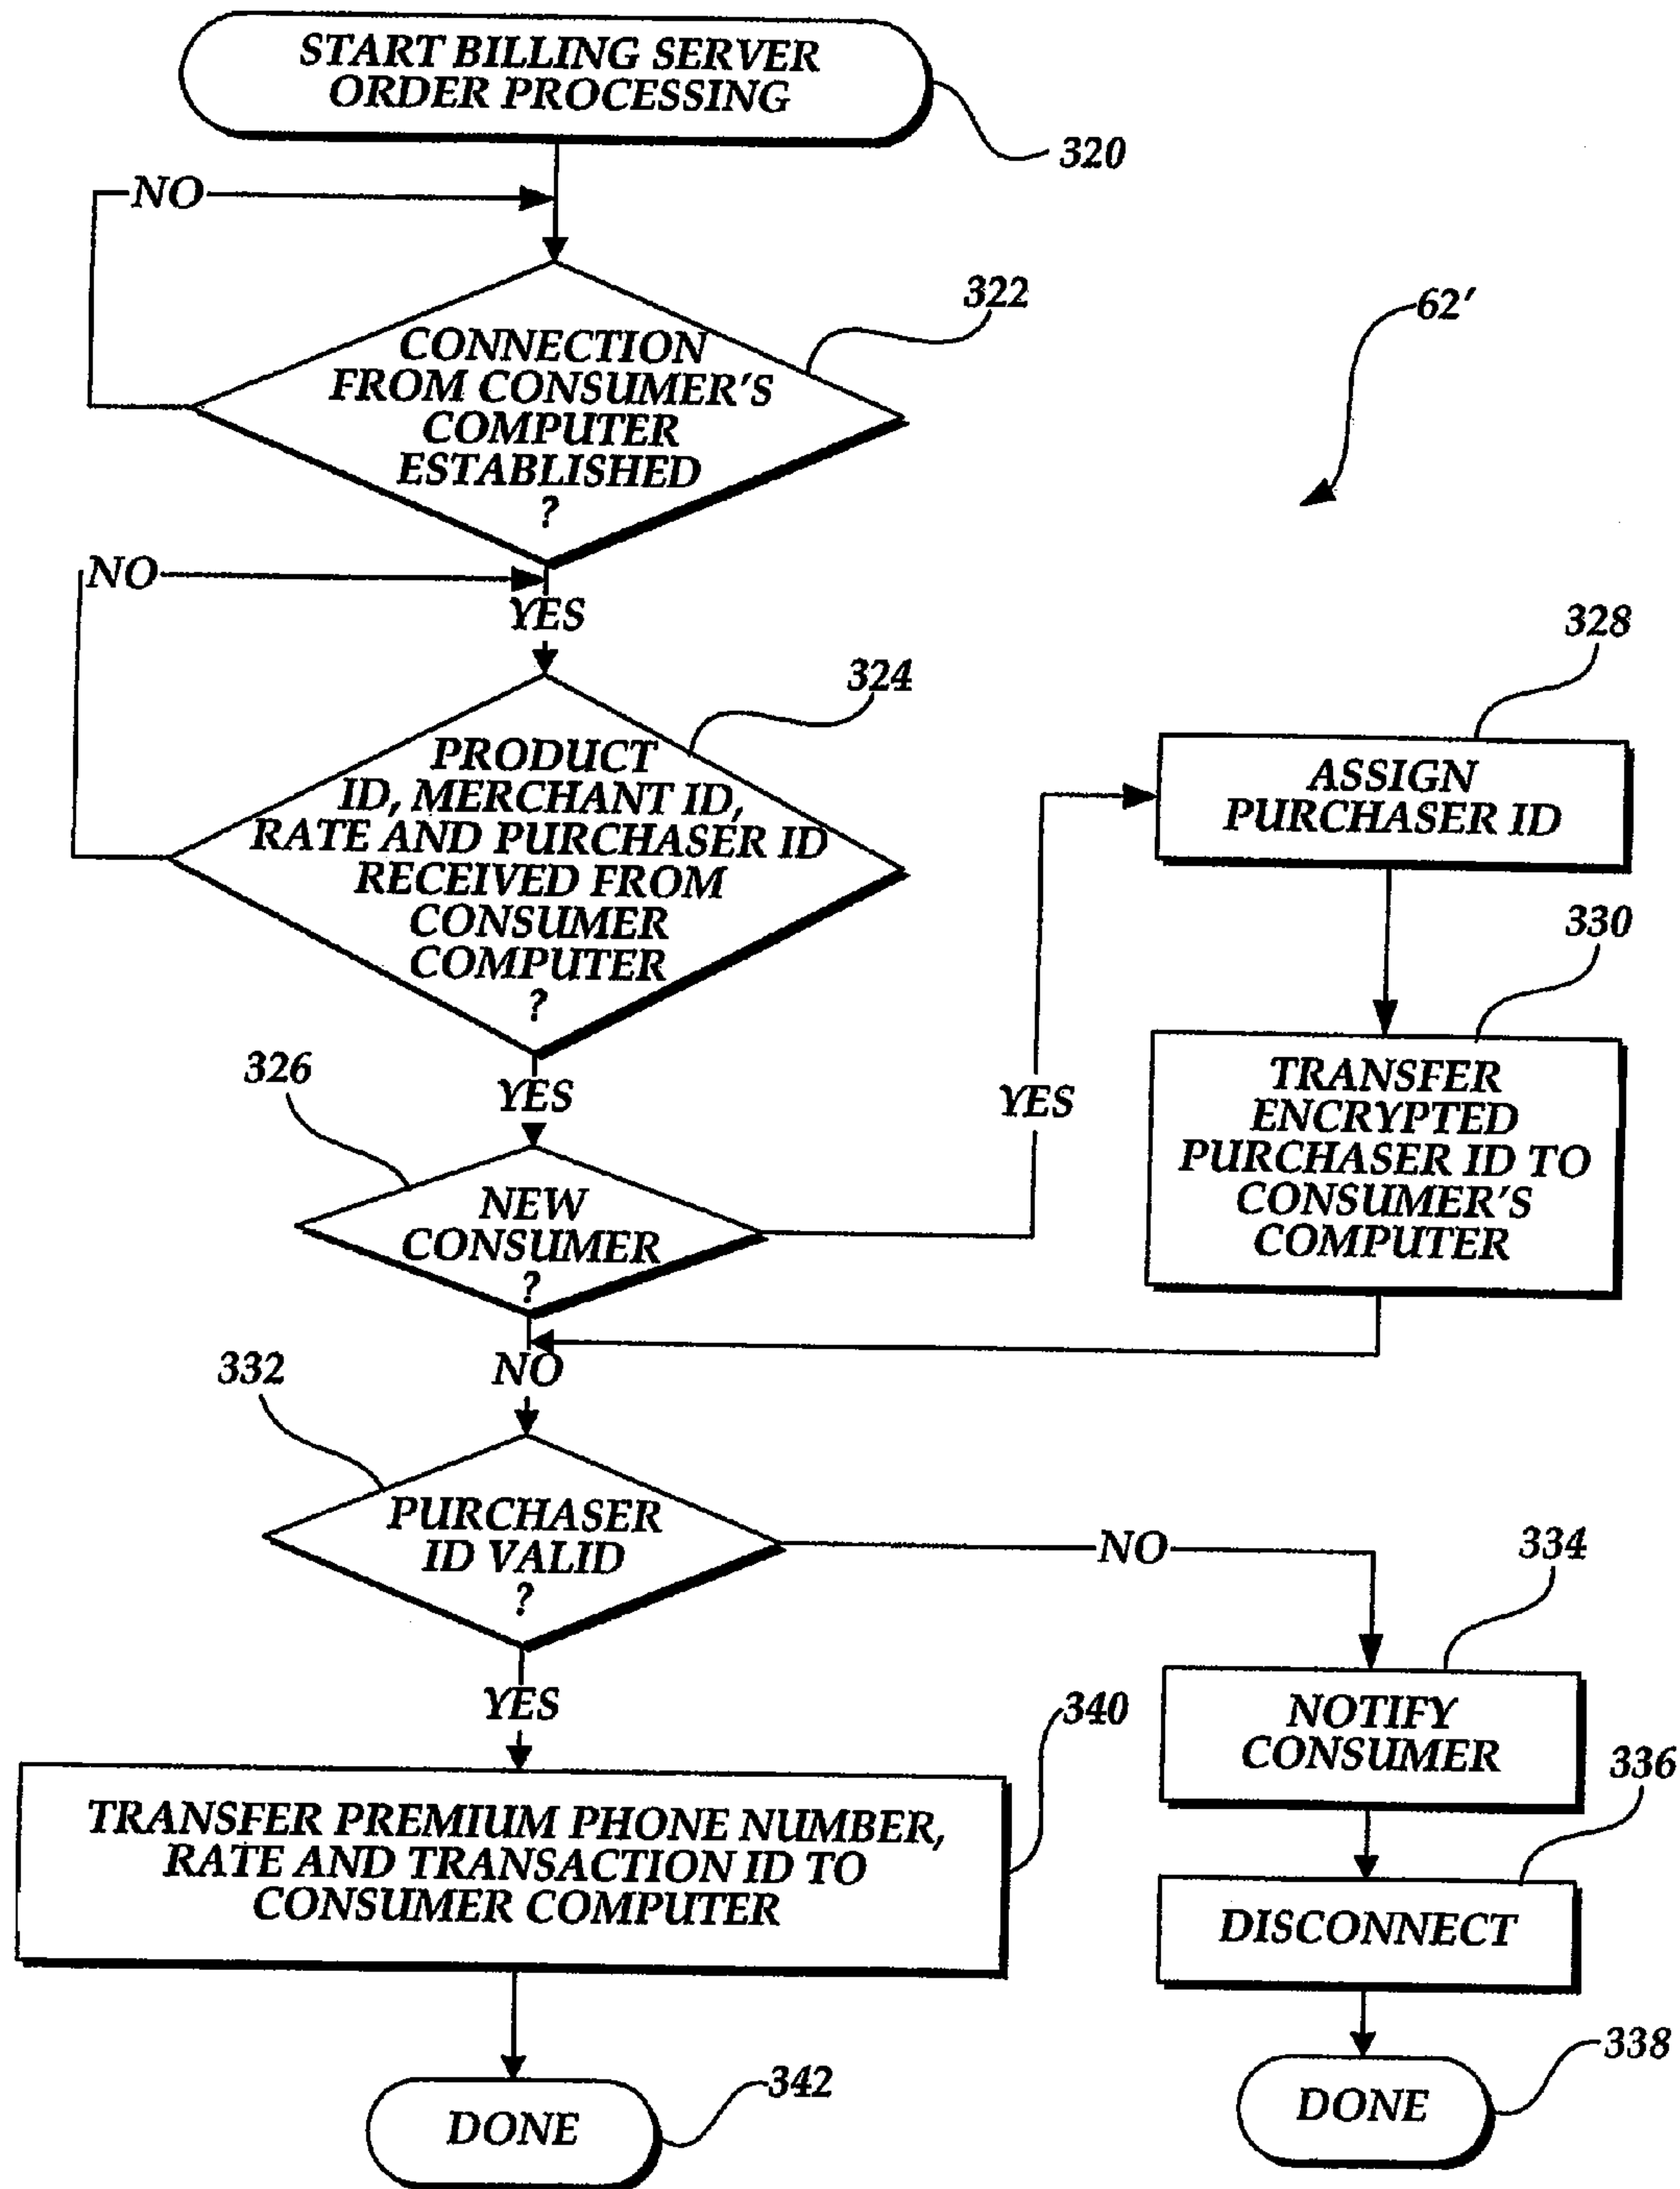 START BILLING SERVER
ORDER PROCESSING
320
NO
322
CONNECTION
FROM CONSUMER'S
COMPUTER
ESTABLISHED
?
62'
NO
YES
324
PRODUCT
ID, MERCHANT ID,
RATE AND PURCHASER ID
RECEIVED FROM
CONSUMER
COMPUTER
?
328
ASSIGN
PURCHASER ID
330
TRANSFER
ENCRYPTED
PURCHASER ID TO
CONSUMER'S
COMPUTER
326
YES
YES
NEW
CONSUMER
?
NO
332
PURCHASER
ID VALID
?
NO
334
NOTIFY
CONSUMER
336
DISCONNECT
338
DONE
YES
340
TRANSFER PREMIUM PHONE NUMBER,
RATE AND TRANSACTION ID TO
CONSUMER COMPUTER
342
DONE